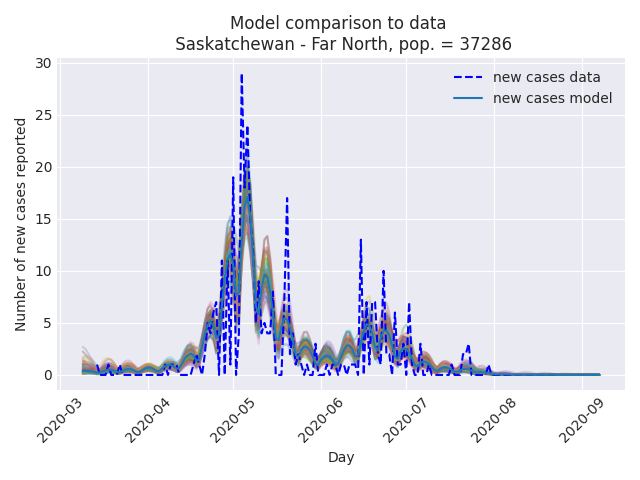 Model comparison to data
Saskatchewan - Far North, pop. = 37286
new cases data
new cases model
Number of new cases reported
30
25
20
15
10
5
0
2020-03
2020-04
2020-05
2020-06
2020-07
2020-08
2020-09
Day